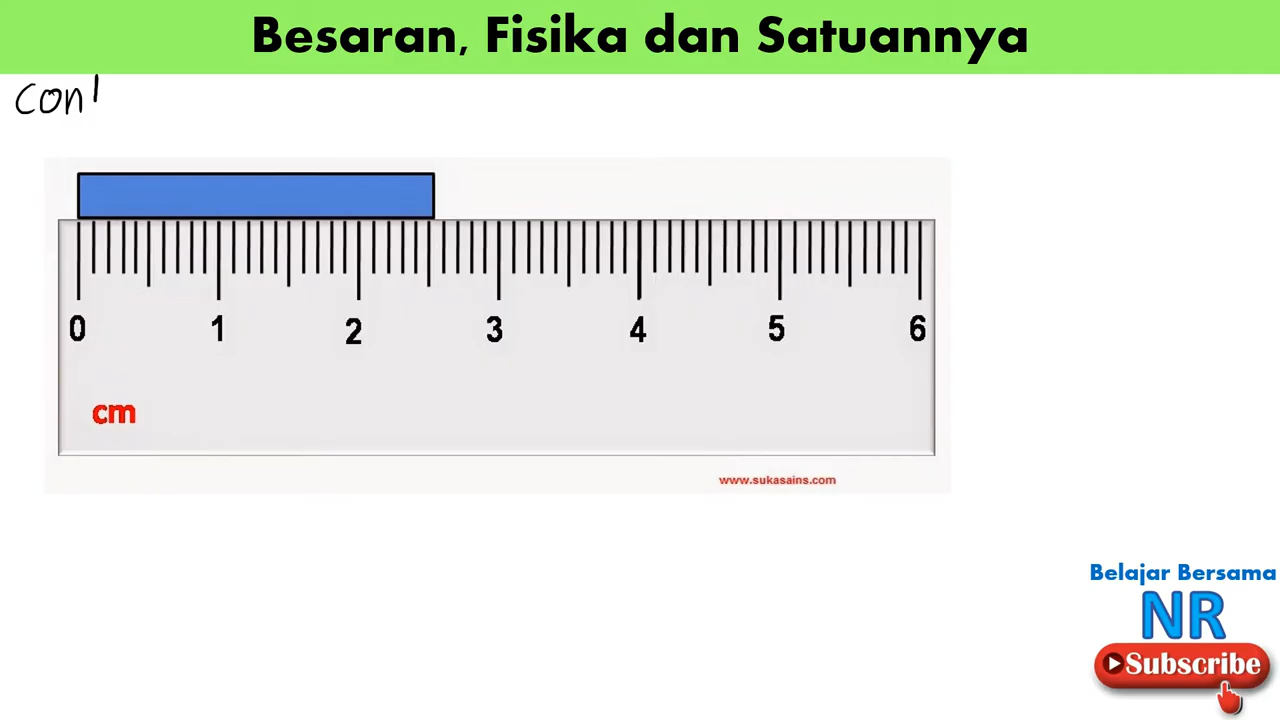 Besaran, Fisika dan Satuannya
con
0 1 2 3 4 5 6
cm
www.sukasains.com
Belajar Bersama
NR
Subscribe